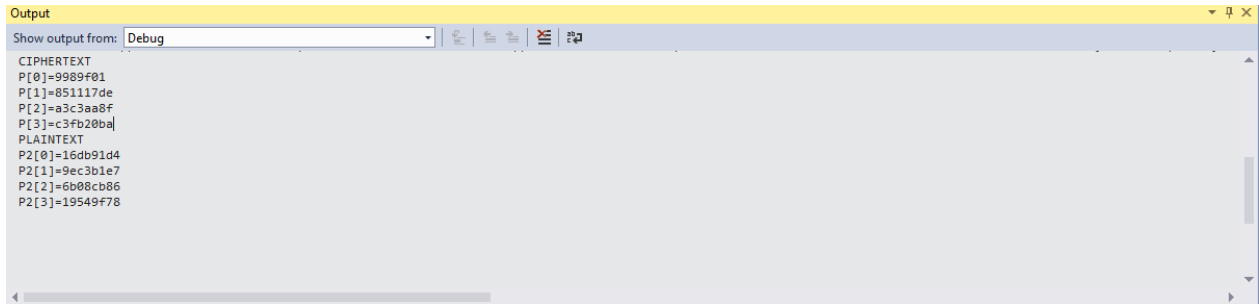 Output
Show output from: Debug
CIPHERTEXT
P[0]=9989f01
P[1]=851117de
P[2]=a3c3aa8f
P[3]=c3fb20ba
PLAINTEXT
P2[0]=16db91d4
P2[1]=9ec3b1e7
P2[2]=6b08cb86
P2[3]=19549f78